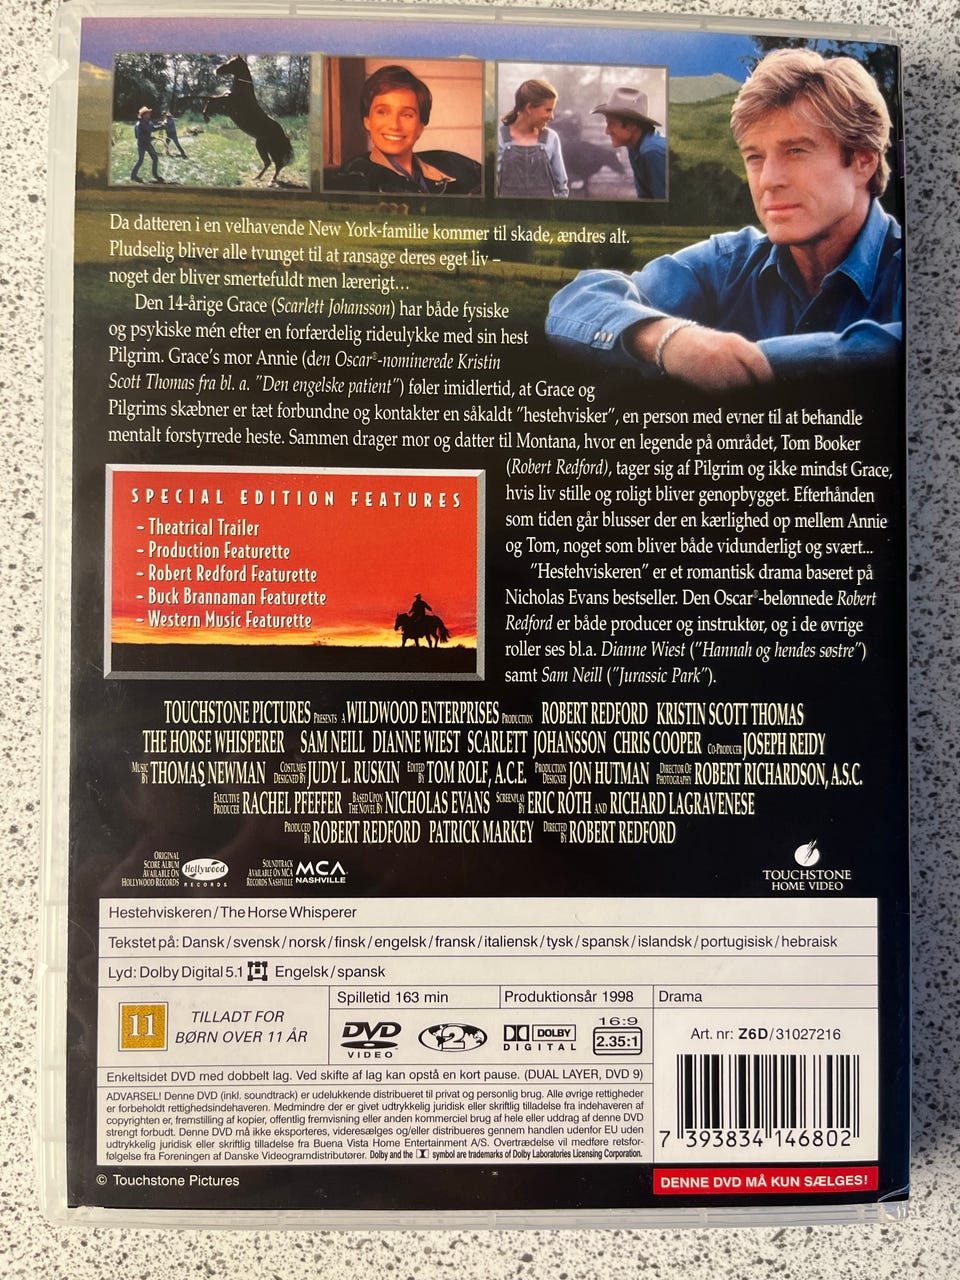 Da datteren i en velhavende New York-familie kommer til skade, ændres alt.
Pludselig bliver alle tvunget til at ransage deres eget liv –
noget der bliver smertefuldt men lærerigt...
Den 14-årige Grace (Scarlett Johansson) har både fysiske
og psykiske mén efter en forfærdelig rideulykke med sin hest
Pilgrim. Grace's mor Annie (den Oscar®-nominerede Kristin
Scott Thomas fra bl. a. "Den engelske patient") føler imidlertid, at Grace og
Pilgrims skæbner er tæt forbundne og kontakter en såkaldt "hestehvisker", en person med evner til at behandle
mentalt forstyrrede heste. Sammen drager mor og datter til Montana, hvor en legende på området, Tom Booker
(Robert Redford), tager sig af Pilgrim og ikke mindst Grace,
hvis liv stille og roligt bliver genopbygget. Efterhånden
som tiden går blusser der en kærlighed op mellem Annie
og Tom, noget som bliver både vidunderligt og svært...
"Hestehviskeren" er et romantisk drama baseret på
Nicholas Evans bestseller. Den Oscar®-belønnede Robert
Redford er både producer og instruktør, og i de øvrige
roller ses bl.a. Dianne Wiest ("Hannah og hendes søstre")
samt Sam Neill ("Jurassic Park").
SPECIAL EDITION FEATURES
– Theatrical Trailer
– Production Featurette
– Robert Redford Featurette
– Buck Brannaman Featurette
– Western Music Featurette
TOUCHSTONE PICTURES PRESENTS A WILDWOOD ENTERPRISES PRODUCTION ROBERT REDFORD KRISTIN SCOTT THOMAS
THE HORSE WHISPERER SAM NEILL DIANNE WIEST SCARLETT JOHANSSON CHRIS COOPER CO-PRODUCER JOSEPH REIDY
MUSIC BY THOMAS NEWMAN COSTUMES DESIGNED BY JUDY L. RUSKIN EDITED BY TOM ROLF, A.C.E. PRODUCTION DESIGNER JON HUTMAN DIRECTOR OF PHOTOGRAPHY ROBERT RICHARDSON, A.S.C.
EXECUTIVE PRODUCER RACHEL PFEFFER BASED UPON THE NOVEL BY NICHOLAS EVANS SCREENPLAY BY ERIC ROTH AND RICHARD LAGRAVENESE
PRODUCED BY ROBERT REDFORD PATRICK MARKEY DIRECTED BY ROBERT REDFORD
ORIGINAL
SCORE ALBUM
AVAILABLE ON
HOLLYWOOD RECORDS
Hollywood
RECORDS
SOUNDTRACK
AVAILABLE ON MCA
RECORDS NASHVILLE
MCA
NASHVILLE
TOUCHSTONE
HOME VIDEO
Hestehviskeren/The Horse Whisperer
Tekstet på: Dansk/svensk/norsk/finsk/engelsk/fransk/italiensk/tysk/spansk/islandsk/portugisisk/hebraisk
Lyd: Dolby Digital 5.1 Engelsk/spansk
11
TILLADT FOR
BØRN OVER 11 ÅR
Spilletid 163 min
Produktionsår 1998
Drama
DVD
VIDEO
2
DOLBY
DIGITAL
16:9
2.35:1
Art. nr: Z6D/31027216
Enkeltsidet DVD med dobbelt lag. Ved skifte af lag kan opstå en kort pause. (DUAL LAYER, DVD 9)
ADVARSEL! Denne DVD (inkl. soundtrack) er udelukkende distribueret til privat og personlig brug. Alle øvrige rettigheder
er forbeholdt rettighedsindehaveren. Medmindre der er givet udtrykkelig juridisk eller skriftlig tilladelse fra indehaveren af
copyrighten er, fremstilling af kopier, offentlig fremvisning eller anden kommerciel brug af hele eller uddrag af denne DVD
strengt forbudt. Denne DVD må ikke eksporteres, videresælges og/eller distribueres gennem handlen udenfor EU uden
udtrykkelig juridisk eller skriftlig tilladelse fra Buena Vista Home Entertainment A/S. Overtrædelse vil medføre retsfor-
følgelse fra Foreningen af Danske Videogramdistributører. Dolby and the symbol are trademarks of Dolby Laboratories Licensing Corporation.
7 393834 146802
© Touchstone Pictures
DENNE DVD MÅ KUN SÆLGES!